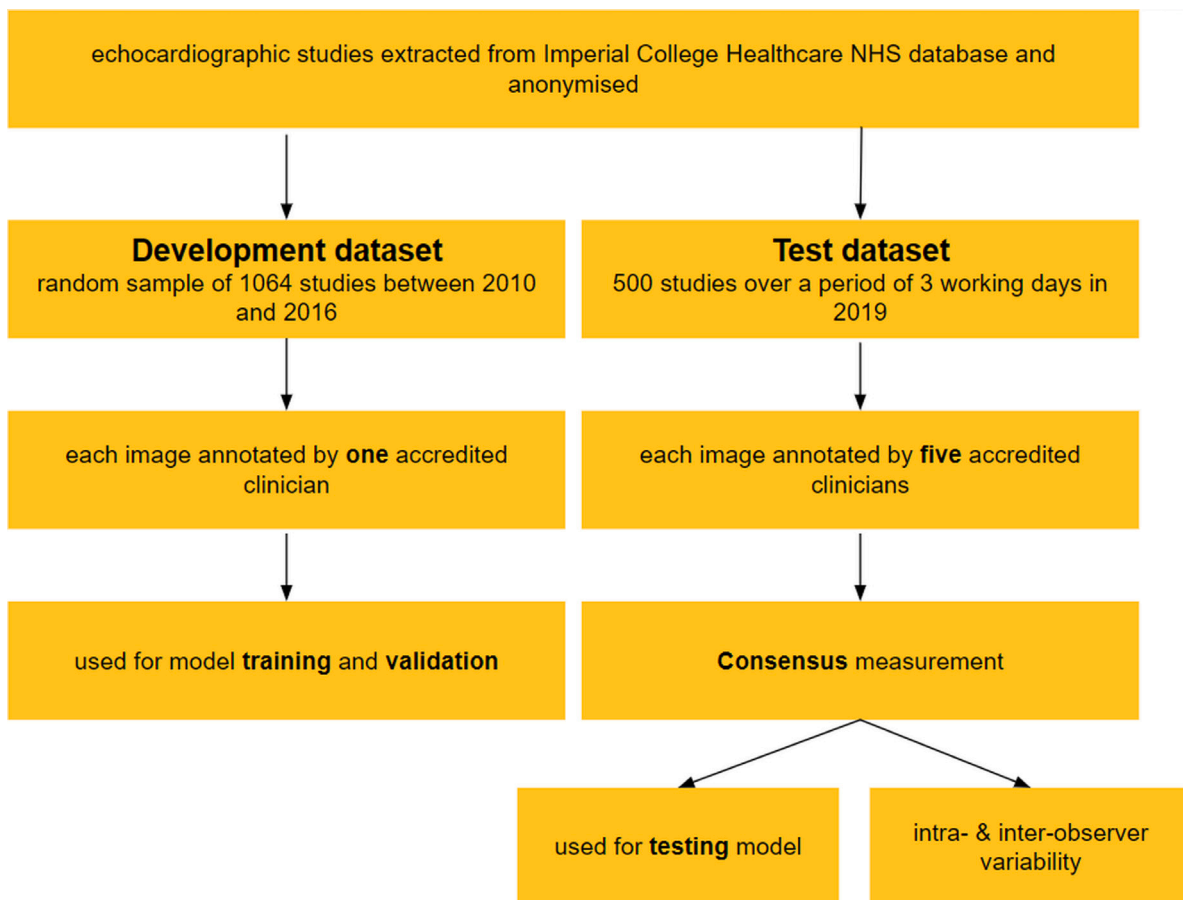 echocardiographic studies extracted from Imperial College Healthcare NHS database and
anonymised
Development dataset
random sample of 1064 studies between 2010
and 2016
Test dataset
500 studies over a period of 3 working days in
2019
each image annotated by one accredited
clinician
each image annotated by five accredited
clinicians
used for model training and validation
Consensus measurement
used for testing model
intra- & inter-observer
variability